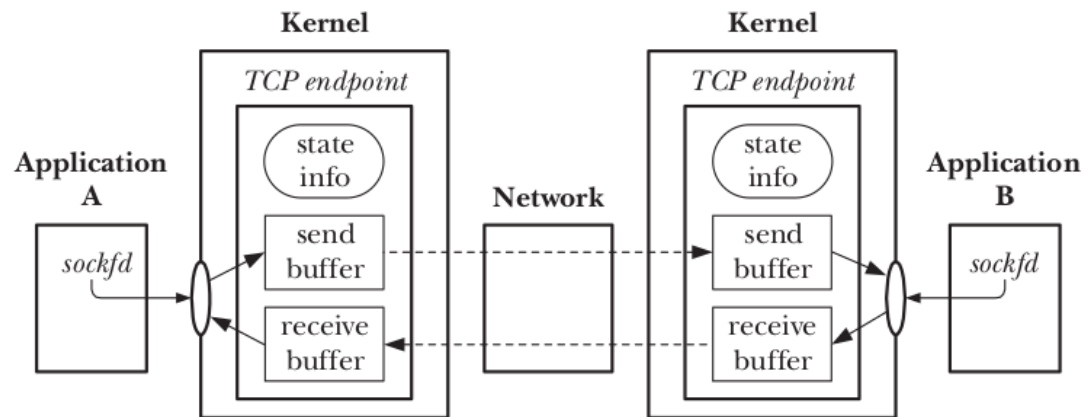 Kernel
Kernel
TCP endpoint
TCP endpoint
state
info
state
info
Application
A
Network
Application
B
sockfd
send
buffer
send
buffer
sockfd
receive
buffer
receive
buffer